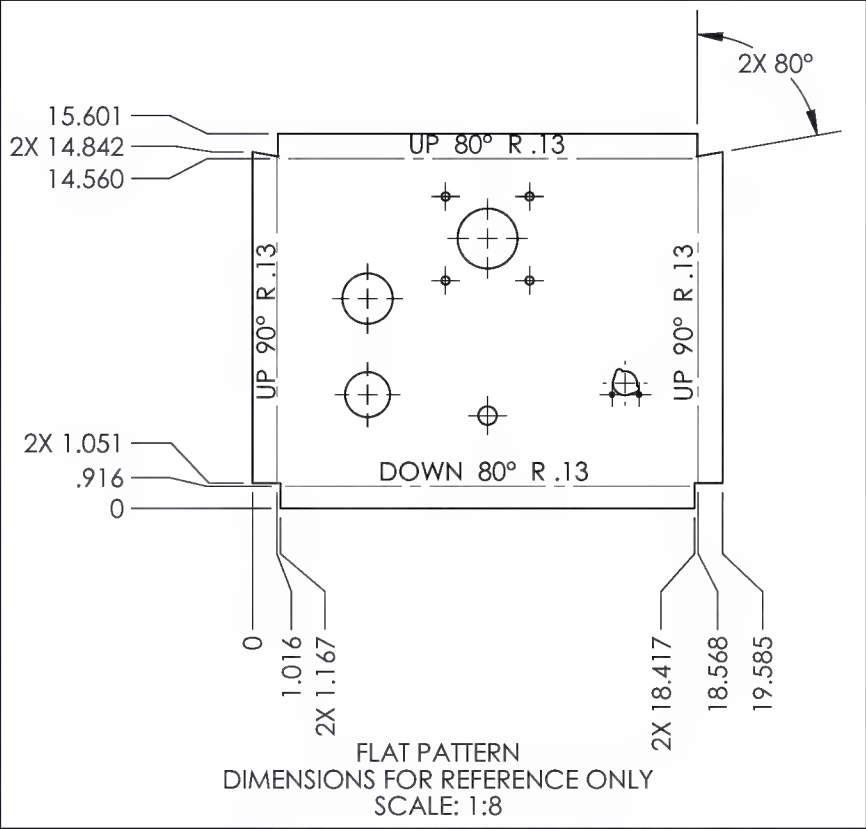 2X 80°
15.601
2X 14.842
14.560
UP 80° R .13
UP 90° R .13
UP 90° R .13
2X 1.051
.916
0
DOWN 80° R .13
0
1.016
2X 1.167
2X 18.417
18.568
19.585
FLAT PATTERN
DIMENSIONS FOR REFERENCE ONLY
SCALE: 1:8